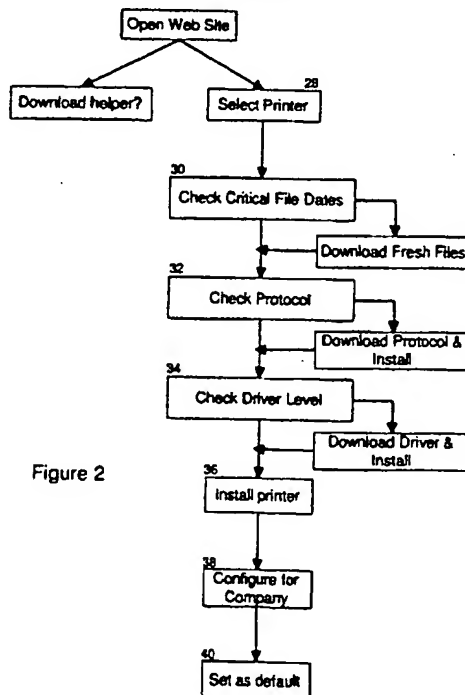 Open Web Site
Download helper?
28
Select Printer
30
Check Critical File Dates
Download Fresh Files
32
Check Protocol
Download Protocol &
Install
34
Check Driver Level
Download Driver &
Install
Figure 2
36
Install printer
38
Configure for
Company
40
Set as default